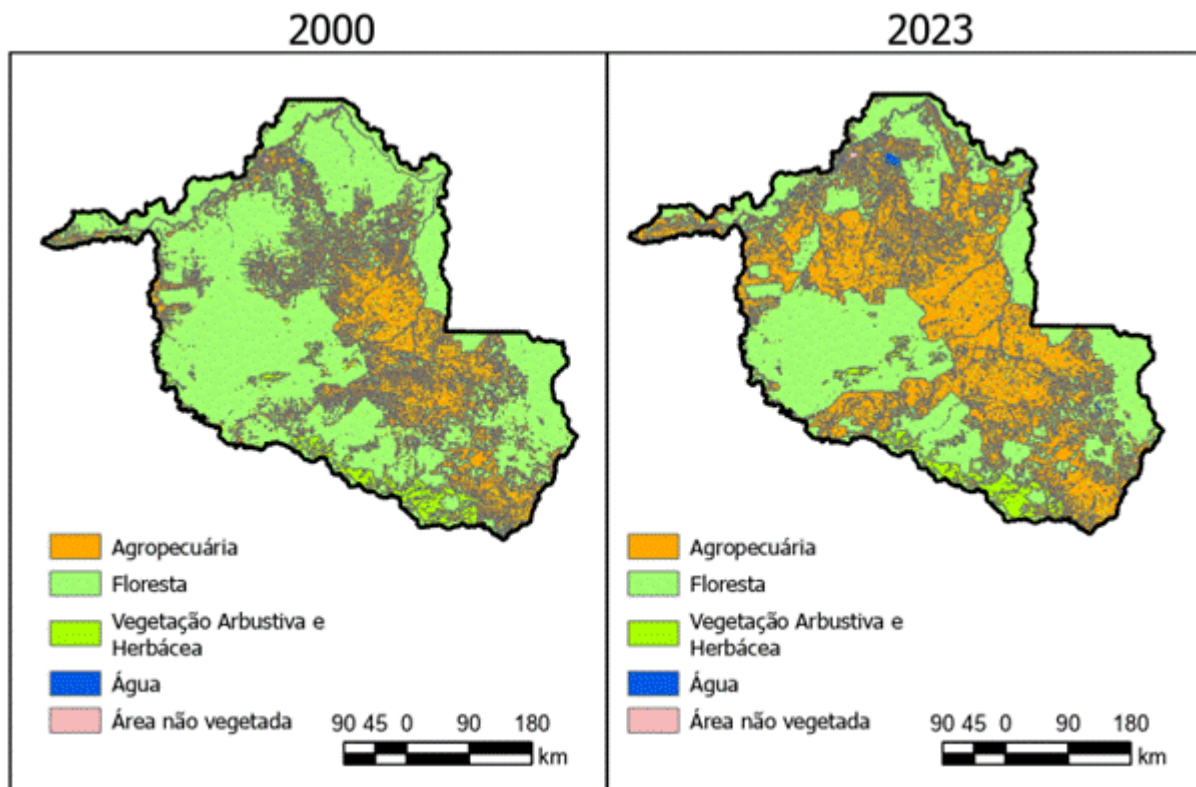 2000
2023
Agropecuária
Floresta
Vegetação Arbustiva e
Herbácea
Água
Área não vegetada
90 45 0 90 180
km
Agropecuária
Floresta
Vegetação Arbustiva e
Herbácea
Água
Área não vegetada
90 45 0 90 180
km